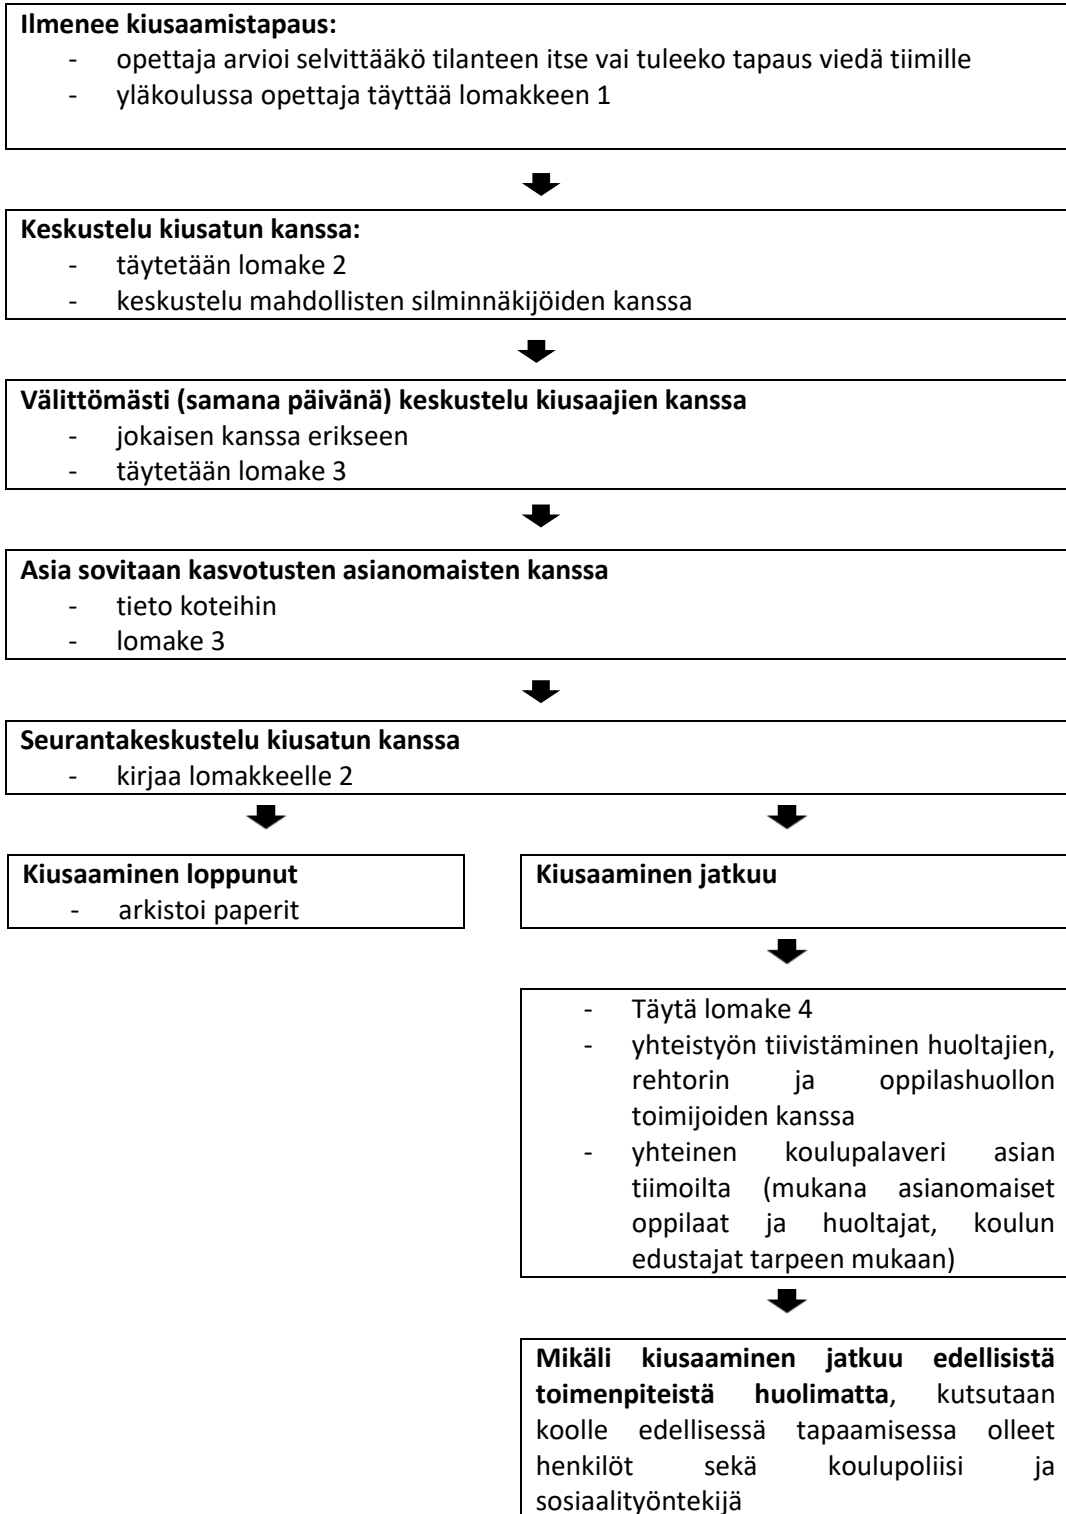 Ilmenee kiusaamistapaus:
- opettaja arvioi selvittääkö tilanteen itse vai tuleeko tapaus viedä tiimille
- yläkoulussa opettaja täyttää lomakkeen 1
Keskustelu kiusatun kanssa:
- täytetään lomake 2
- keskustelu mahdollisten silminnäkijöiden kanssa
Välittömästi (samana päivänä) keskustelu kiusaajien kanssa
- jokaisen kanssa erikseen
- täytetään lomake 3
Asia sovitaan kasvotusten asianomaisten kanssa
- tieto koteihin
- lomake 3
Seurantakeskustelu kiusatun kanssa
- kirjaa lomakkeelle 2
Kiusaaminen loppunut
- arkistoi paperit
Kiusaaminen jatkuu
- Täytä lomake 4
- yhteistyön tiivistäminen huoltajien,
rehtorin ja oppilashuollon
toimijoiden kanssa
- yhteinen koulupalaveri asian
tiimoilta (mukana asianomaiset
oppilaat ja huoltajat, koulun
edustajat tarpeen mukaan)
Mikäli kiusaaminen jatkuu edellisistä
toimenpiteistä huolimatta, kutsutaan
koolle edellisessä tapaamisessa olleet
henkilöt sekä koulupoliisi ja
sosiaalityöntekijä